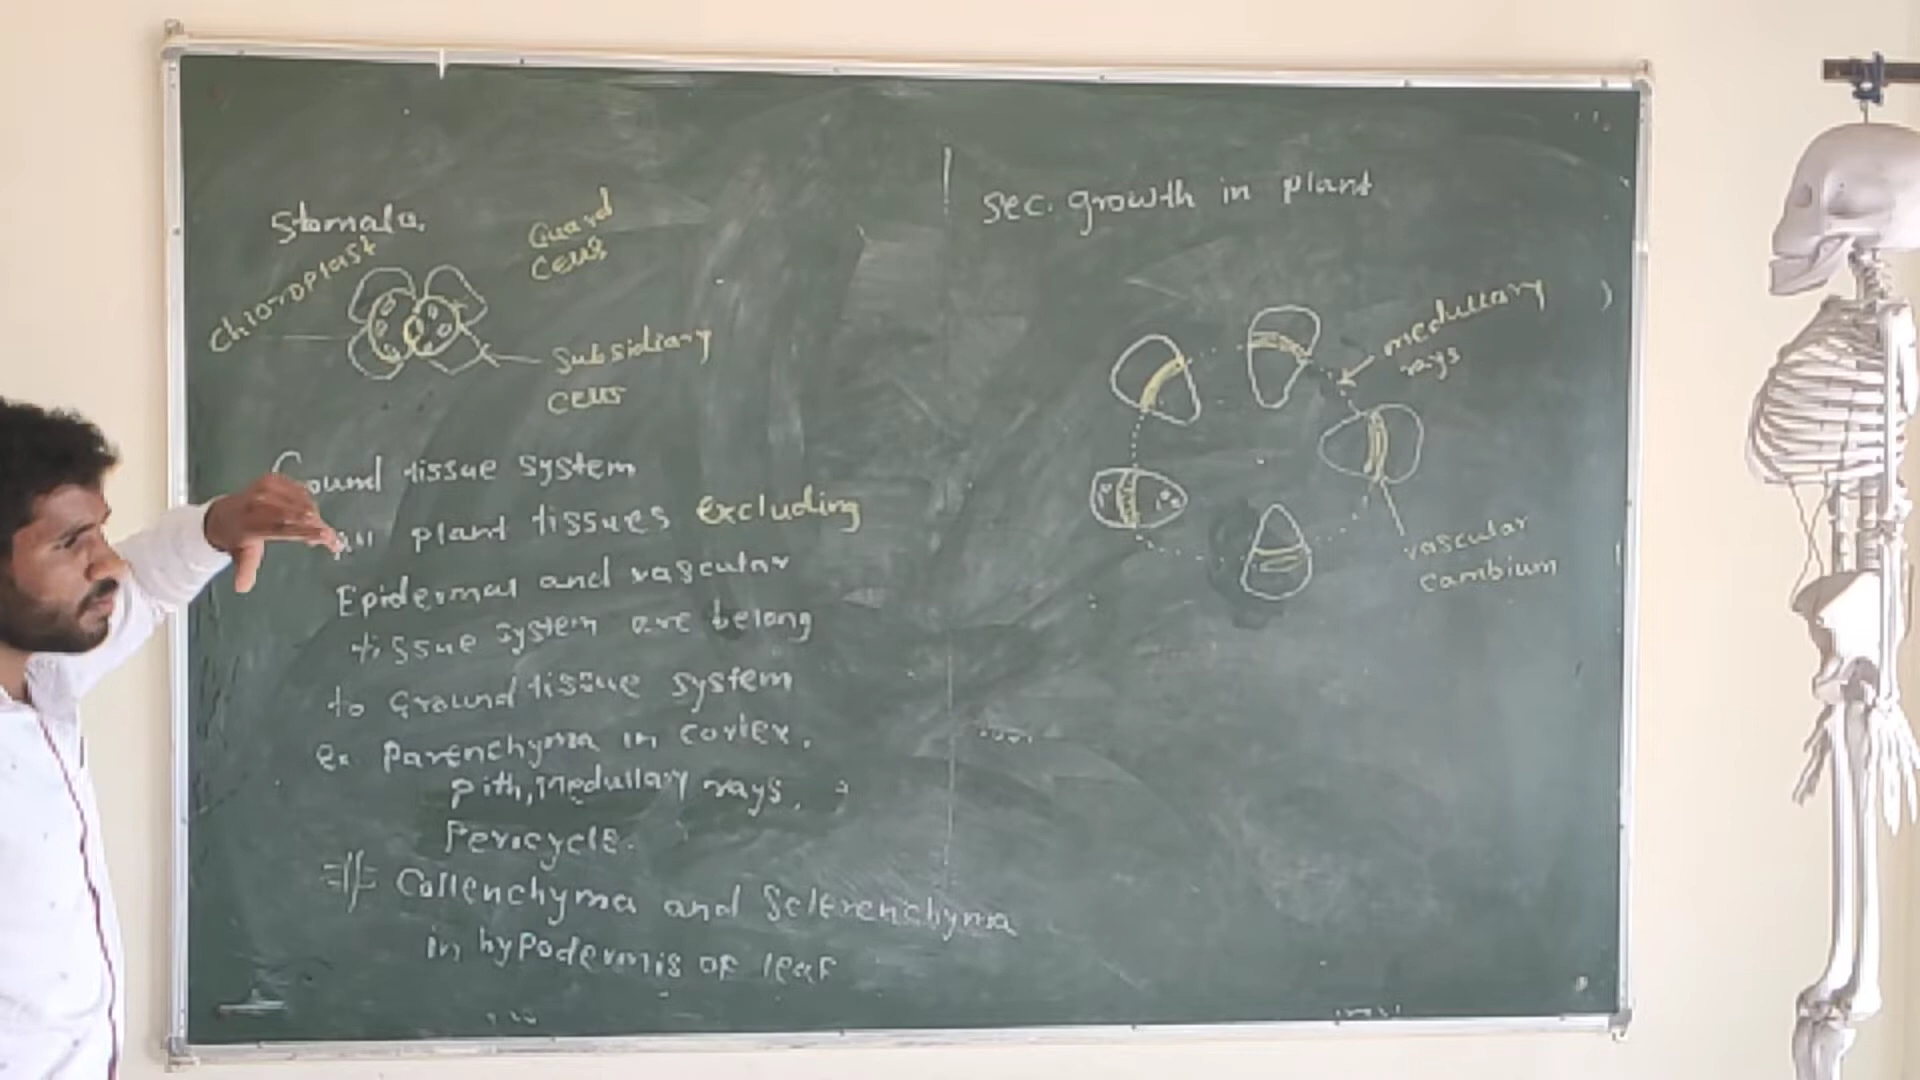 Stomata.
Chloroplast
Guard
cells
Subsidiary
cells
Ground tissue system
All plant tissues excluding
Epidermal and vascular
tissue system are belong
to Ground tissue system
ex Parenchyma in cortex,
pith, medullary rays,
Pericycle.
Collenchyma and Sclerenchyma
in hypodermis of leaf
Sec. growth in plant
medullary
rays
vascular
cambium